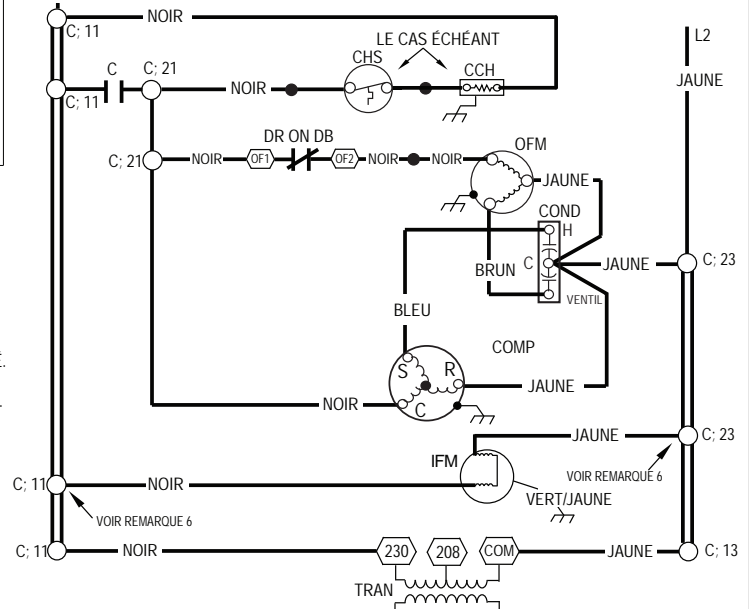 NOIR
C; 11
L2
LE CAS ÉCHÉANT
CHS
CCH
JAUNE
C
C; 21
NOIR
C; 11
DR ON DB
OFM
C; 21
NOIR
OF1
OF2
NOIR
NOIR
JAUNE
COND
H
C
JAUNE
C; 23
BRUN
VENTIL
BLEU
COMP
S
R
C
JAUNE
NOIR
É.
JAUNE
C; 23
IFM
VOIR REMARQUE 6
C; 11
NOIR
VERT/JAUNE
VOIR REMARQUE 6
C; 11
NOIR
230
208
COM
JAUNE
C; 13
TRAN